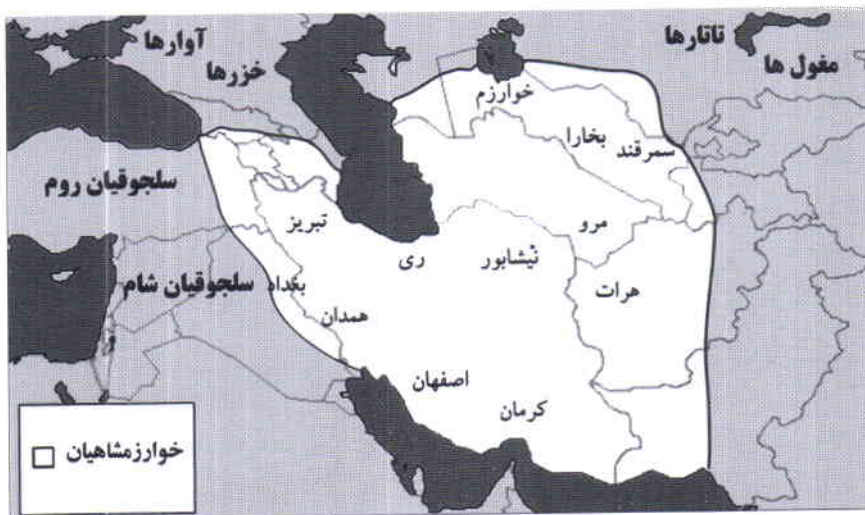 تاتارها
مغول ها
آوارها
خزرها
خوارزم
بخارا
سمرقند
سلجوقیان روم
تبریز
مرو
ری
نیشابور
سلجوقیان شام
بغداد
هرات
همدان
اصفهان
کرمان
خوارزمشاهیان